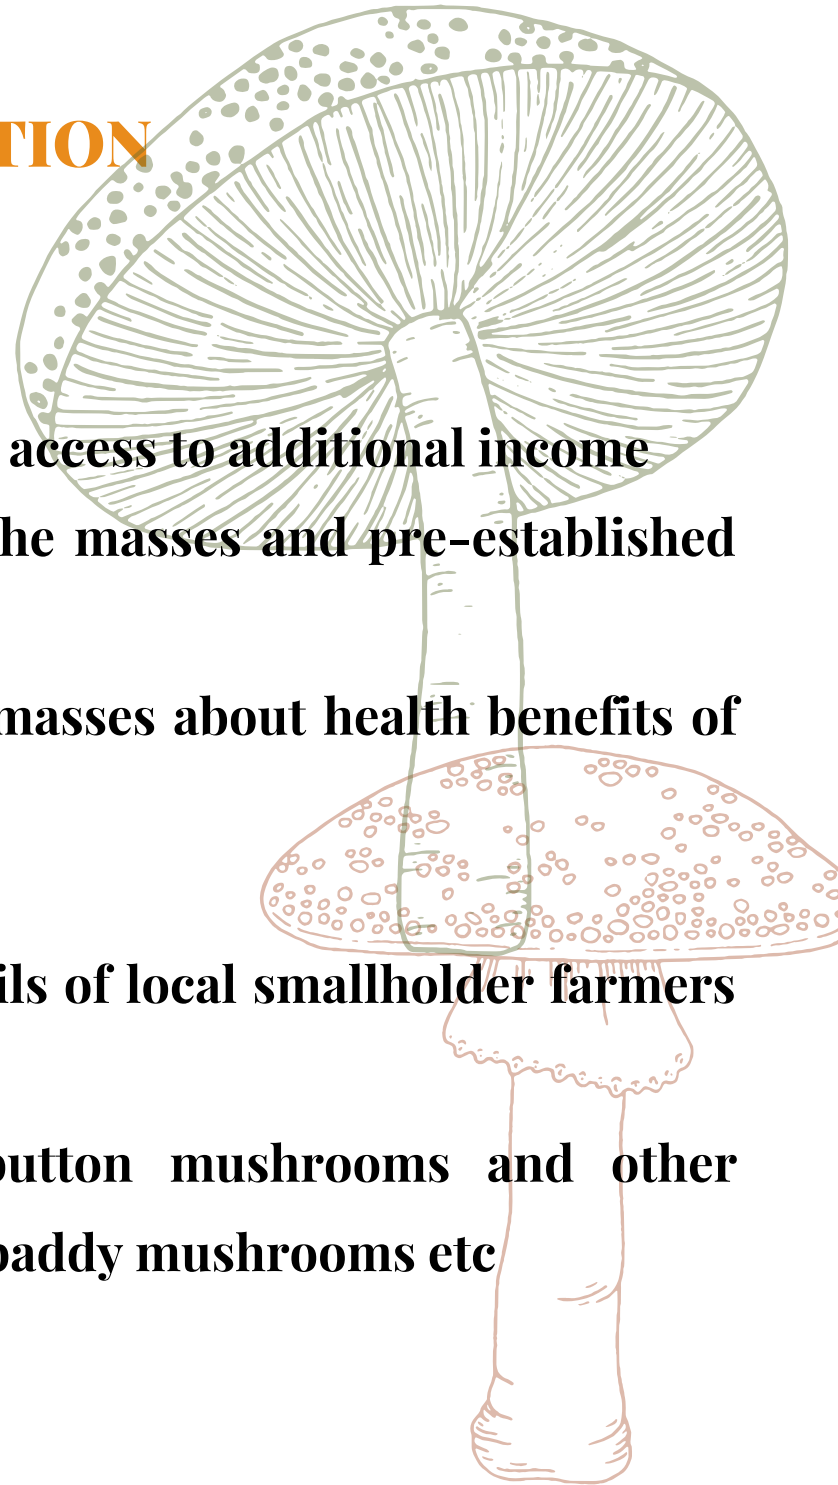 TION
access to additional income
he masses and pre-established
masses about health benefits of
ils of local smallholder farmers
button mushrooms and other
paddy mushrooms etc